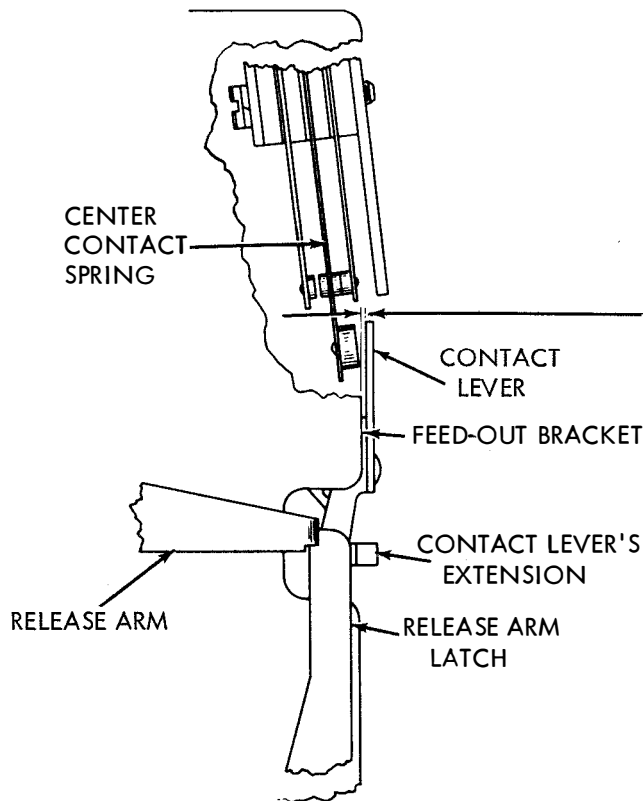 CENTER
CONTACT
SPRING
CONTACT
LEVER
FEED-OUT BRACKET
CONTACT LEVER'S
EXTENSION
RELEASE ARM
RELEASE ARM
LATCH